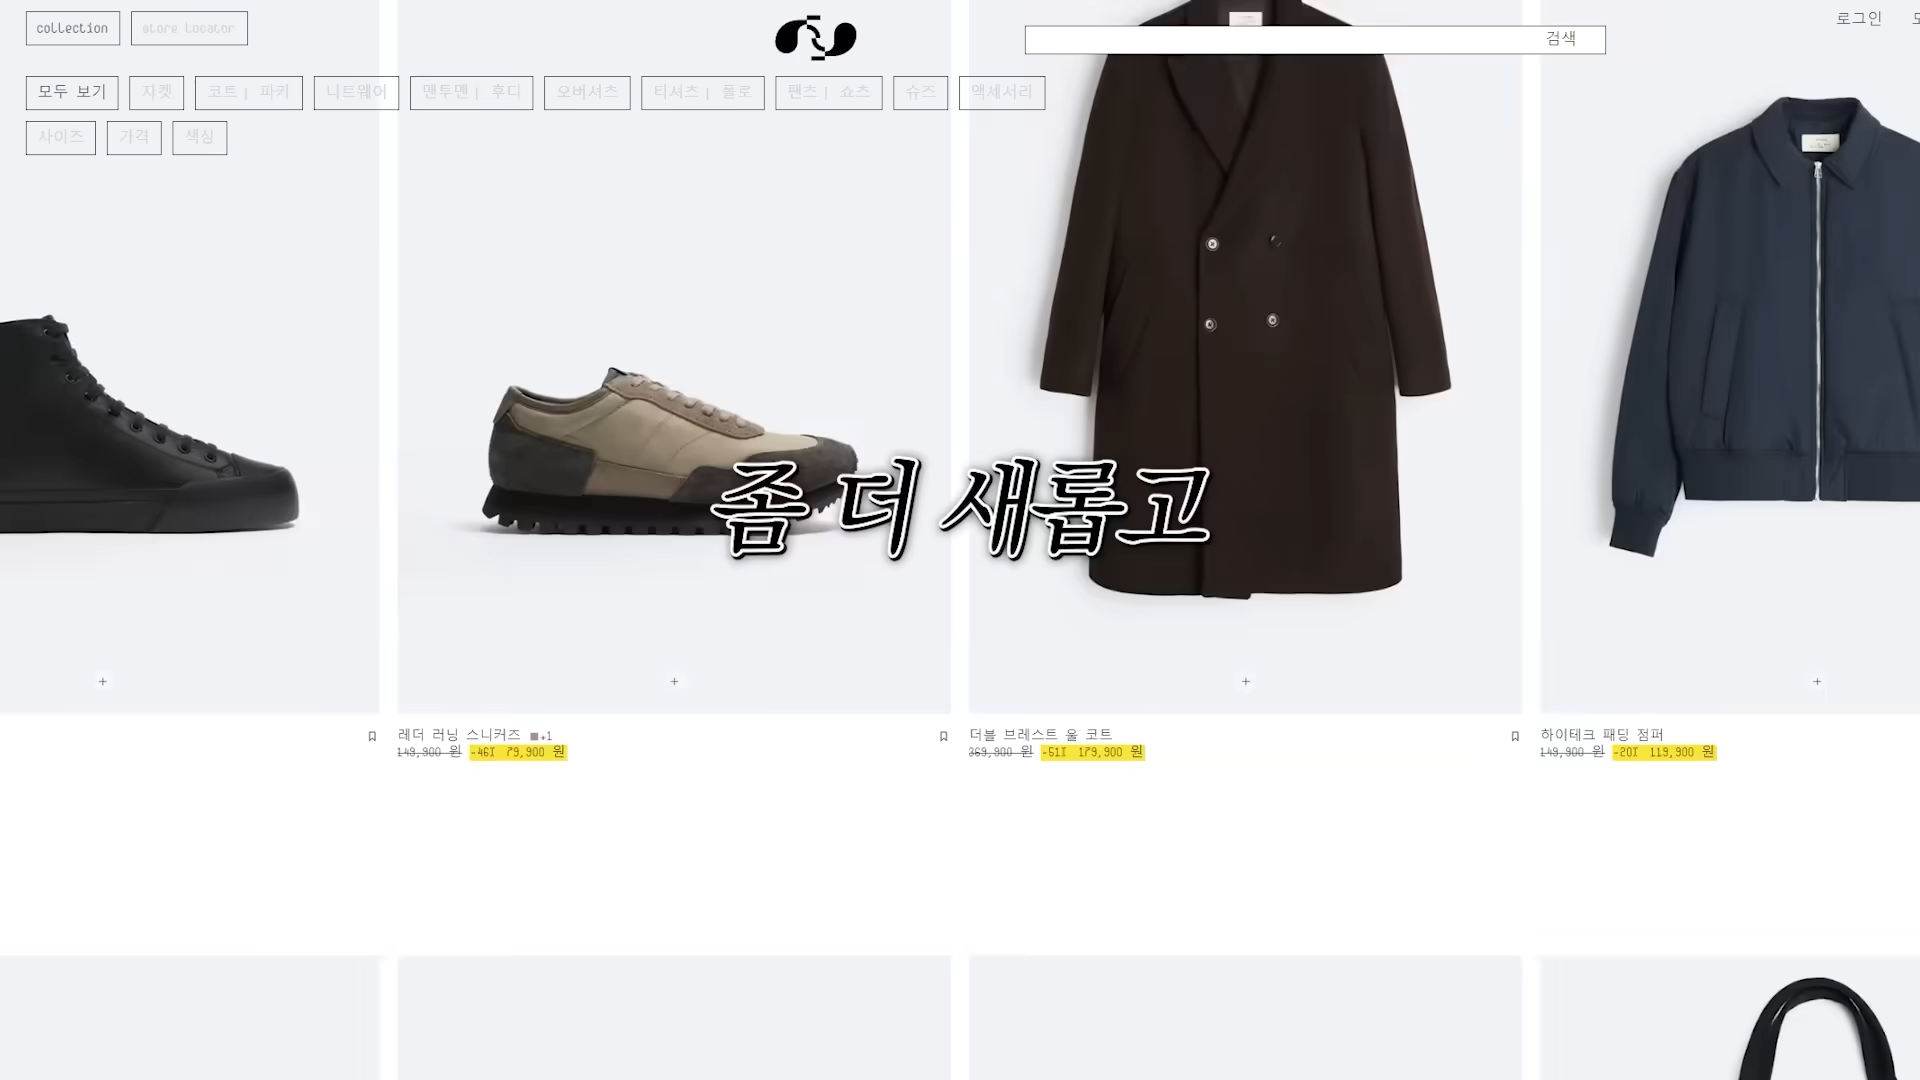 collection
store locator
검색
로그인
모두 보기
자켓
코트 | 파키
니트웨어
맨투맨 | 후디
오버셔츠
티셔츠 | 폴로
팬츠 | 쇼츠
슈즈
액세서리
사이즈
가격
색싱
좀 더 새롭고
레더 러닝 스니커즈 +1
149,900 원 -46% 79,900 원
더블 브레스트 울 코트
369,900 원 -51% 179,900 원
하이테크 패딩 점퍼
149,900 원 -20% 119,900 원